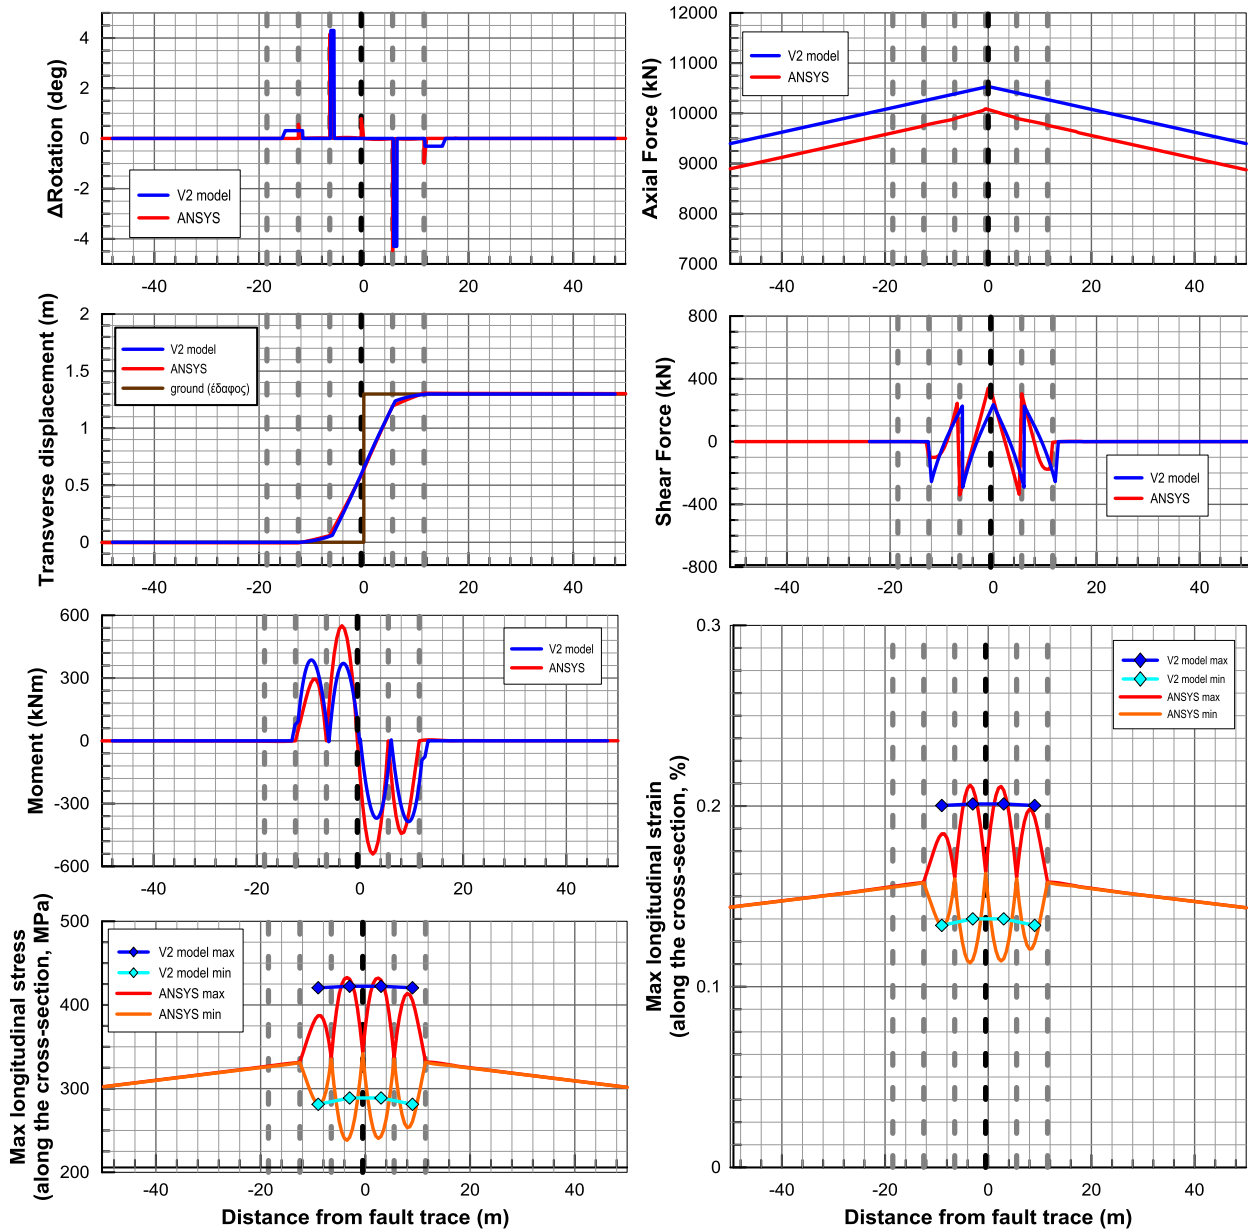 ΔRotation (deg)
4
2
0
-2
-4
V2 model
ANSYS
-40
-20
0
20
40
Axial Force (kN)
12000
11000
10000
9000
8000
7000
V2 model
ANSYS
-40
-20
0
20
40
Transverse displacement (m)
2
1.6
1
0.5
0
V2 model
ANSYS
ground (έδαφος)
-40
-20
0
20
40
Shear Force (kN)
800
400
0
-400
-800
V2 model
ANSYS
-40
-20
0
20
40
Moment (kNm)
600
300
0
-300
-600
V2 model
ANSYS
-40
-20
0
20
40
Max longitudinal strain
(along the cross-section, %)
0.3
0.2
0.1
0
V2 model max
V2 model min
ANSYS max
ANSYS min
-40
-20
0
20
40
Distance from fault trace (m)
Max longitudinal stress
(along the cross-section, MPa)
500
400
300
200
V2 model max
V2 model min
ANSYS max
ANSYS min
-40
-20
0
20
40
Distance from fault trace (m)